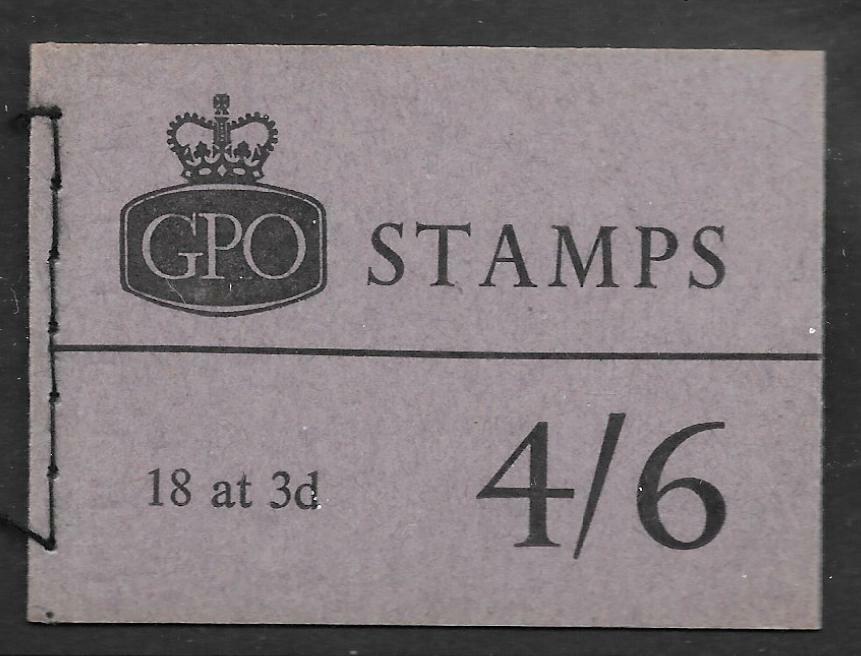 GPO STAMPS
18 at 3d 4/6